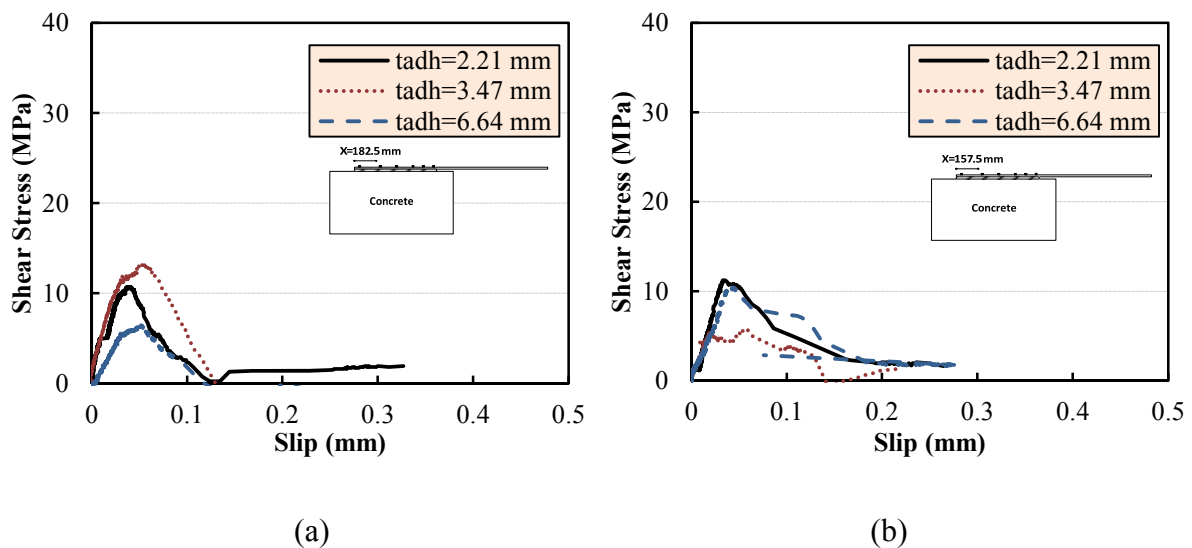 40
30
20
10
0
Shear Stress (MPa)
tadh=2.21 mm
tadh=3.47 mm
tadh=6.64 mm
X=182.5 mm
Concrete
0 0.1 0.2 0.3 0.4 0.5
Slip (mm)
(a)
40
30
20
10
0
Shear Stress (MPa)
tadh=2.21 mm
tadh=3.47 mm
tadh=6.64 mm
X=157.5 mm
Concrete
0 0.1 0.2 0.3 0.4 0.5
Slip (mm)
(b)